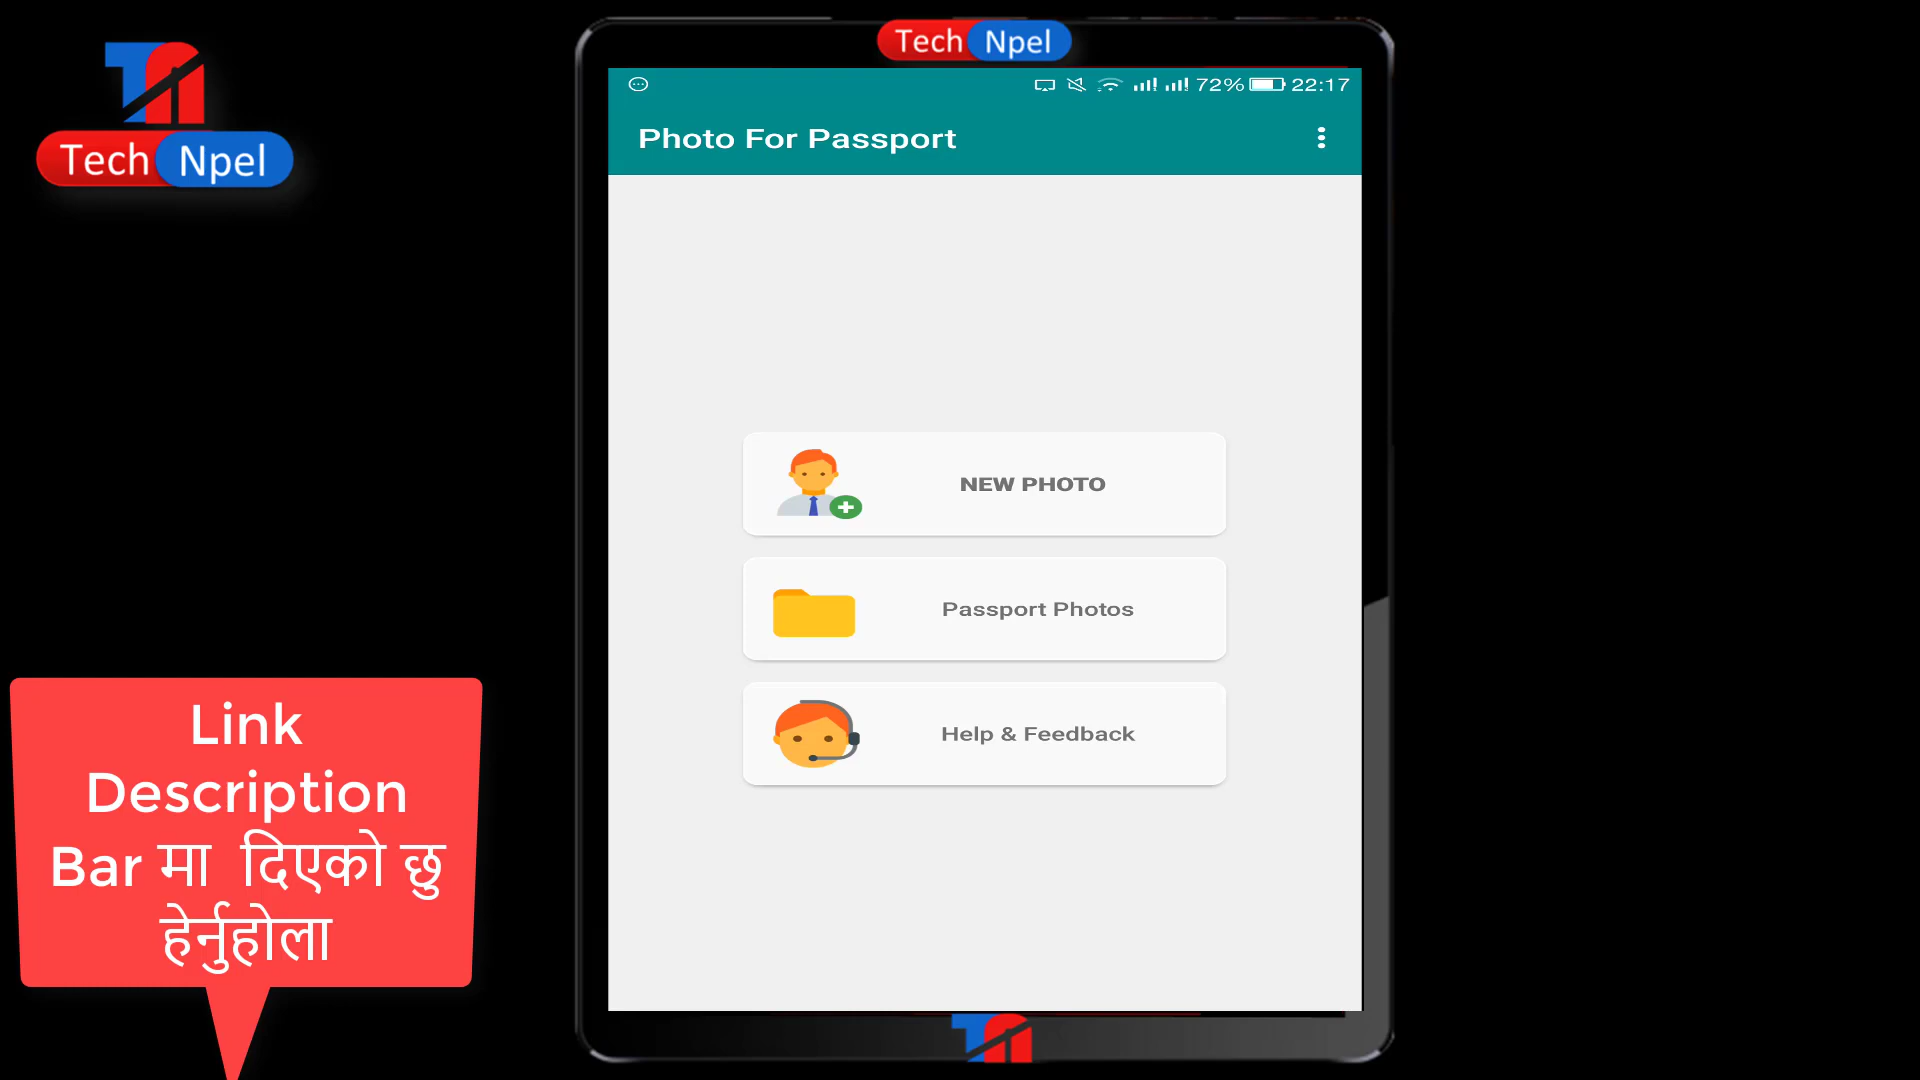 Tech Npel
Tech Npel
72% 22:17
Photo For Passport
NEW PHOTO
Passport Photos
Help & Feedback
Link
Description
Bar मा दिएको छु
हेर्नुहोला